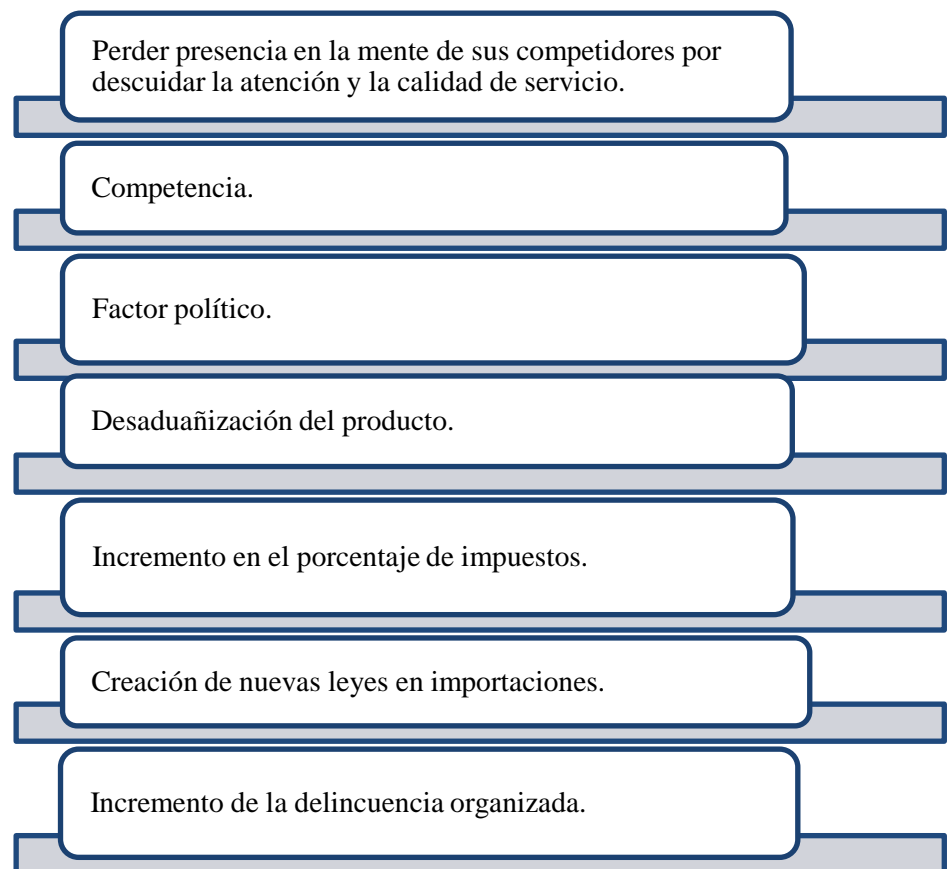 Perder presencia en la mente de sus competidores por
descuidar la atención y la calidad de servicio.
Competencia.
Factor político.
Desaduañización del producto.
Incremento en el porcentaje de impuestos.
Creación de nuevas leyes en importaciones.
Incremento de la delincuencia organizada.